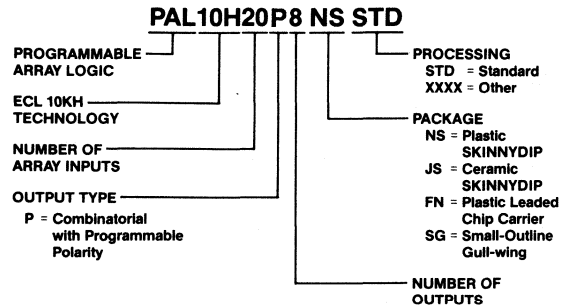 PAL10H20P8 NS STD
PROGRAMMABLE
ARRAY LOGIC
ECL 10KH
TECHNOLOGY
NUMBER OF
ARRAY INPUTS
OUTPUT TYPE
P = Combinatorial
with Programmable
Polarity
PROCESSING
STD = Standard
XXXX = Other
PACKAGE
NS = Plastic
SKINNYDIP
JS = Ceramic
SKINNYDIP
FN = Plastic Leaded
Chip Carrier
SG = Small-Outline
Gull-wing
NUMBER OF
OUTPUTS